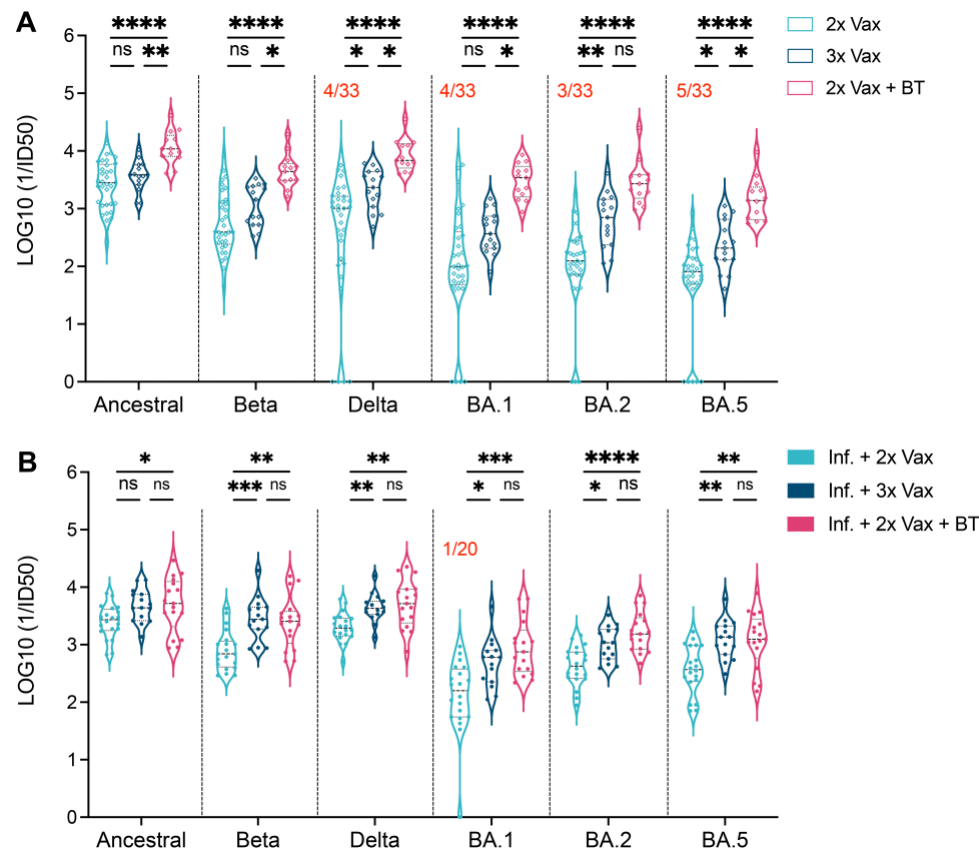 A
**** **** **** **** **** ****
ns ** ns * * * ns * ** ns * *
2x Vax
3x Vax
2x Vax + BT
4/33 4/33 3/33 5/33
LOG10 (1/ID50)
6
5
4
3
2
1
0
Ancestral Beta Delta BA.1 BA.2 BA.5
B
* ** ** *** **** **
ns ns *** ns ** ns * ns * ns ** ns
Inf. + 2x Vax
Inf. + 3x Vax
Inf. + 2x Vax + BT
1/20
LOG10 (1/ID50)
6
5
4
3
2
1
0
Ancestral Beta Delta BA.1 BA.2 BA.5